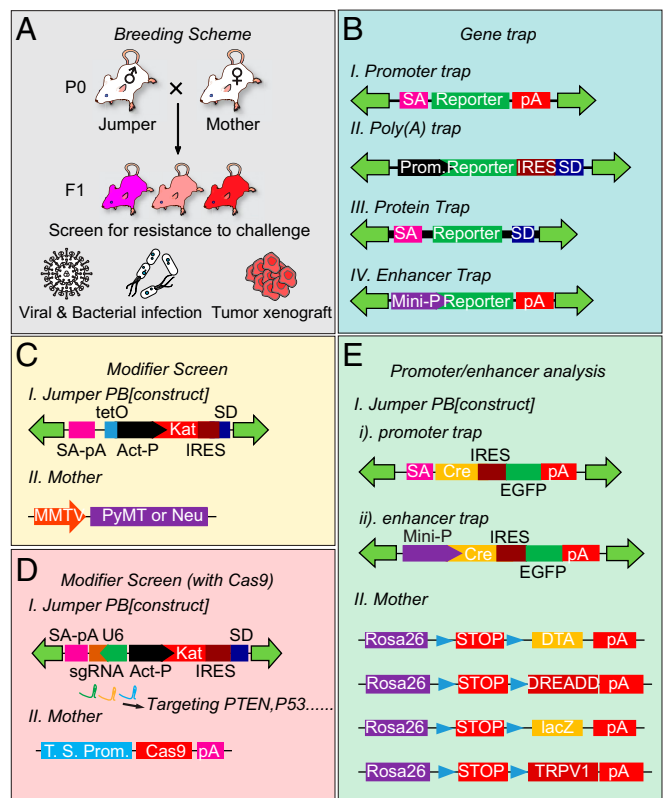 A
Breeding Scheme
P0
♂
×
♀
Jumper
Mother
F1
Screen for resistance to challenge
Viral & Bacterial infection
Tumor xenograft
B
Gene trap
I. Promoter trap
SA Reporter pA
II. Poly(A) trap
Prom. Reporter IRES SD
III. Protein Trap
SA Reporter SD
IV. Enhancer Trap
Mini-P Reporter pA
C
Modifier Screen
I. Jumper PB[construct]
tetO SD
Kat
SA-pA Act-P IRES
II. Mother
MMTV PyMT or Neu
D
Modifier Screen (with Cas9)
I. Jumper PB[construct]
SA-pA U6 SD
Kat
sgRNA Act-P IRES
Targeting PTEN,P53......
II. Mother
T. S. Prom. Cas9 pA
E
Promoter/enhancer analysis
I. Jumper PB[construct]
i). promoter trap
IRES
SA Cre pA
EGFP
ii). enhancer trap
Mini-P IRES
Cre pA
EGFP
II. Mother
Rosa26 STOP DTA pA
Rosa26 STOP DREADD pA
Rosa26 STOP lacZ pA
Rosa26 STOP TRPV1 pA